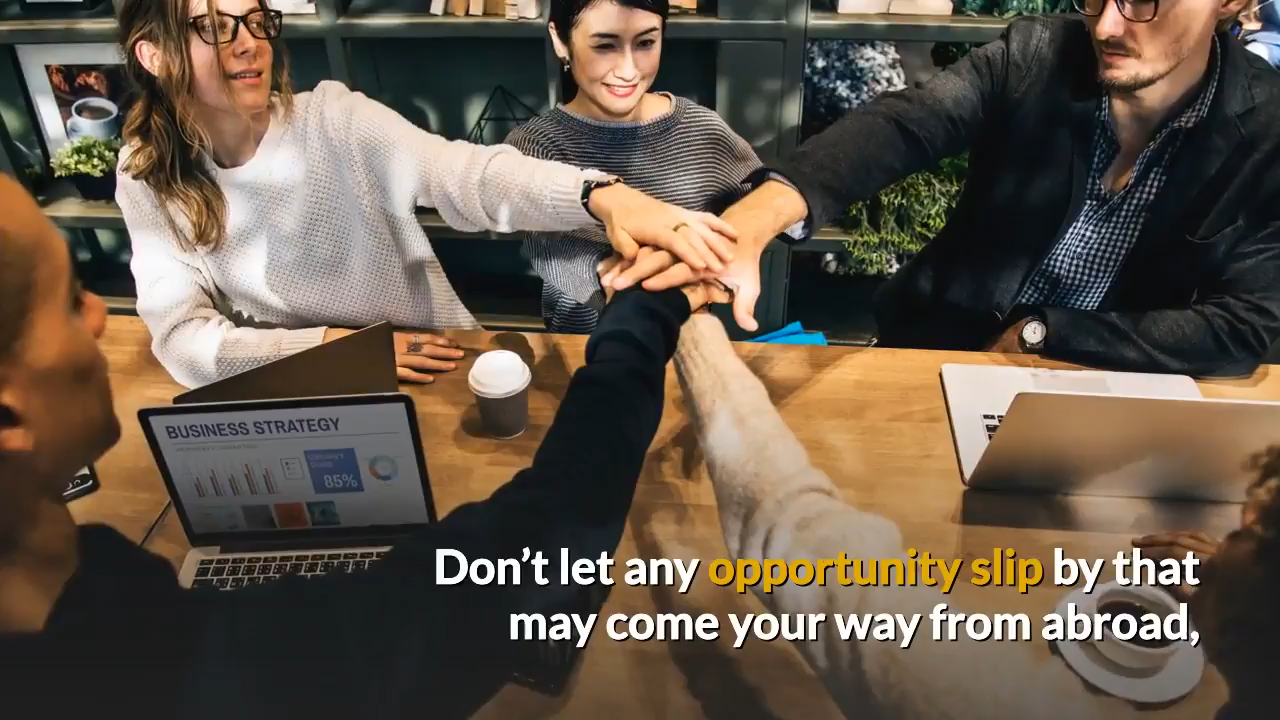 BUSINESS STRATEGY
85%
Don't let any opportunity slip by that
may come your way from abroad,